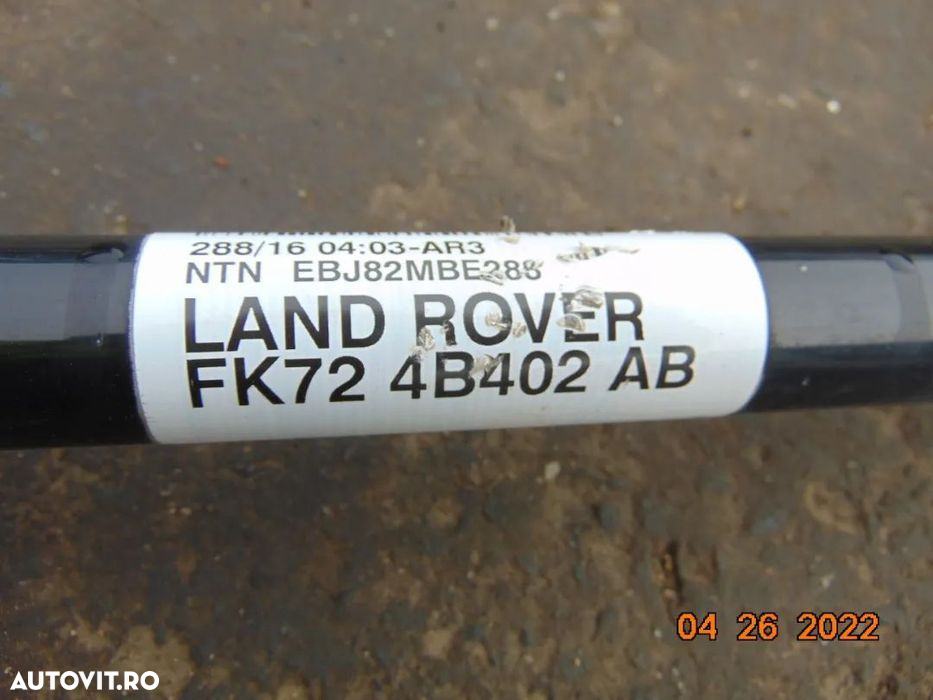 288/16 04:03-AR3
NTN EBJ82MBE288
LAND ROVER
FK72 4B402 AB
04 26 2022
AUTOVIT.RO